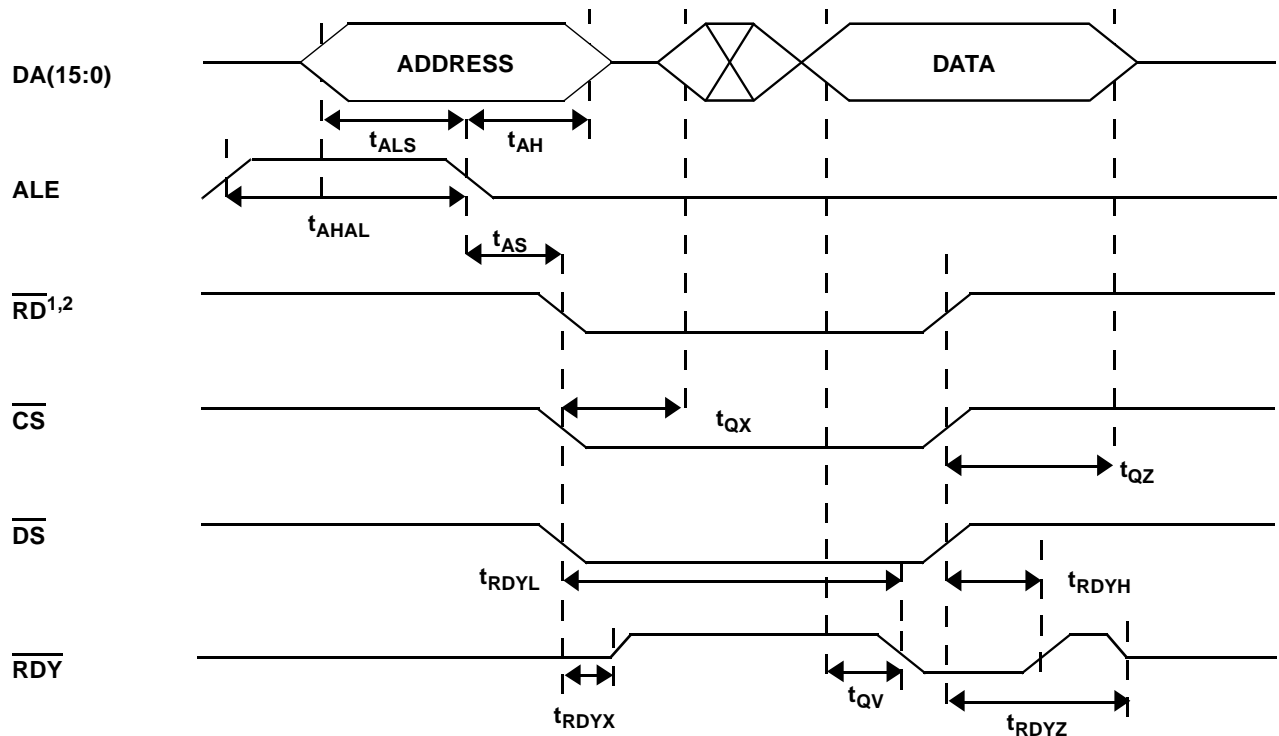 DA(15:0)
ADDRESS
DATA
tALS
tAH
ALE
tAHAL
tAS
RD1,2
CS
tQX
tQZ
DS
tRDYL
tRDYH
RDY
tRDYX
tQV
tRDYZ